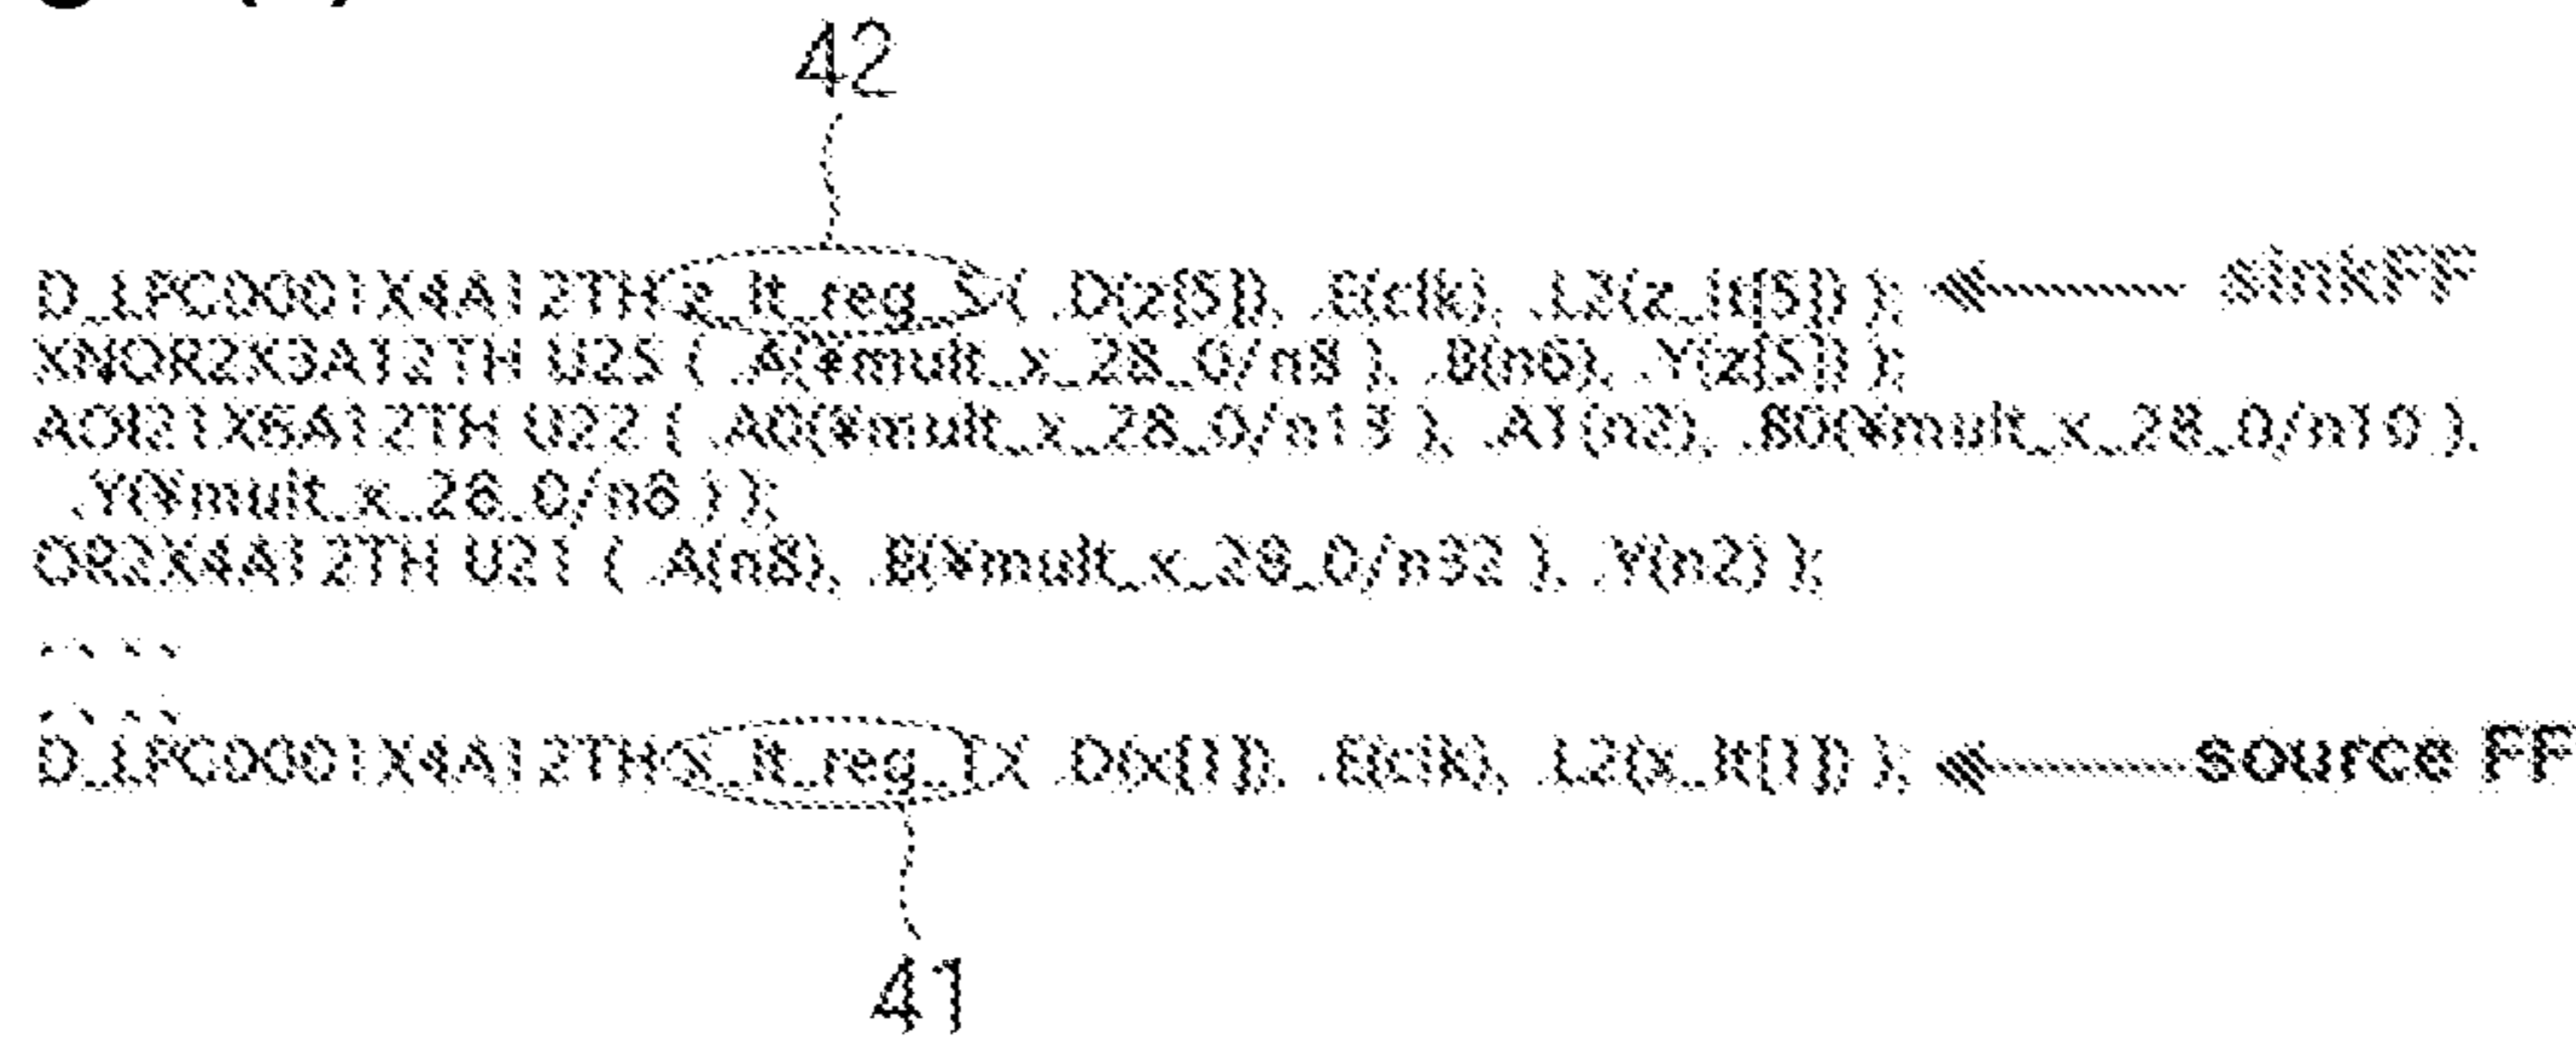 42
D_LPC0001X4A12TH z_lt_reg_5 ( .D(z[5]), .E(clk), .L2(z_lt[5]) ); sinkFF
XNOR2X3A12TH U25 ( .A(¥mult_x_28_0/n8 ), .B(n6), .Y(z[5]) );
AOI21X6A12TH U22 ( .A0(¥mult_x_28_0/n13 ), .A1(n2), .B0(¥mult_x_28_0/n10 ),
.Y(¥mult_x_28_0/n8 ) );
OR2X4A12TH U21 ( .A(n8), .B(¥mult_x_28_0/n32 ), .Y(n2) );
D_LPC0001X4A12TH x_lt_reg_1 ( .D(x[1]), .E(clk), .L2(x_lt[1]) ); source FF
41